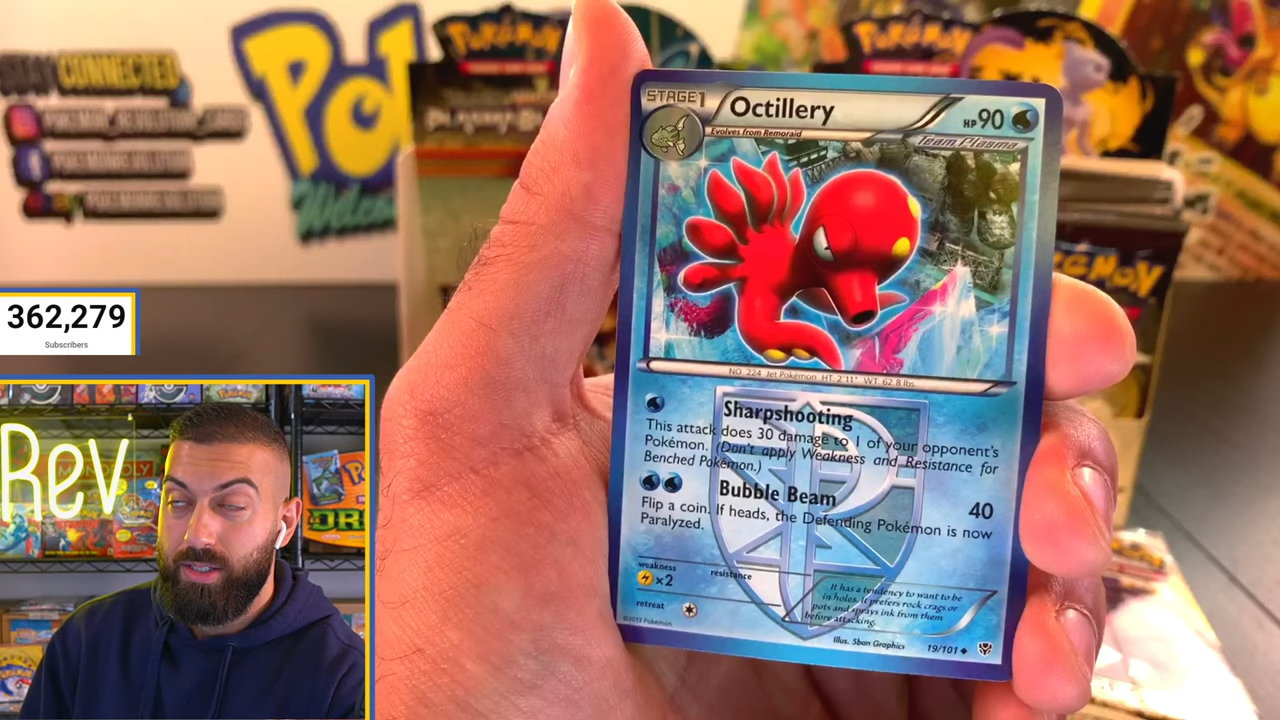 STAY CONNECTED
Pokémon
Pokémon
STAGE1
Octillery
HP 90
Evolves from Remoraid
Team Plasma
362,279
Subscribers
NO. 224 Jet Pokémon HT. 2'11" WT. 62.8 lbs.
Sharpshooting
This attack does 30 damage to 1 of your opponent's
Pokémon. (Don't apply Weakness and Resistance for
Benched Pokémon.)
Bubble Beam
40
Flip a coin. If heads, the Defending Pokémon is now
Paralyzed.
weakness
×2
resistance
retreat
It has a tendency to want to be
in holes. It prefers rock crags or
pots and sprays ink from them
before attacking.
©2013 Pokémon
Illus. 5ban Graphics
19/101
Rev
MONOPOLY